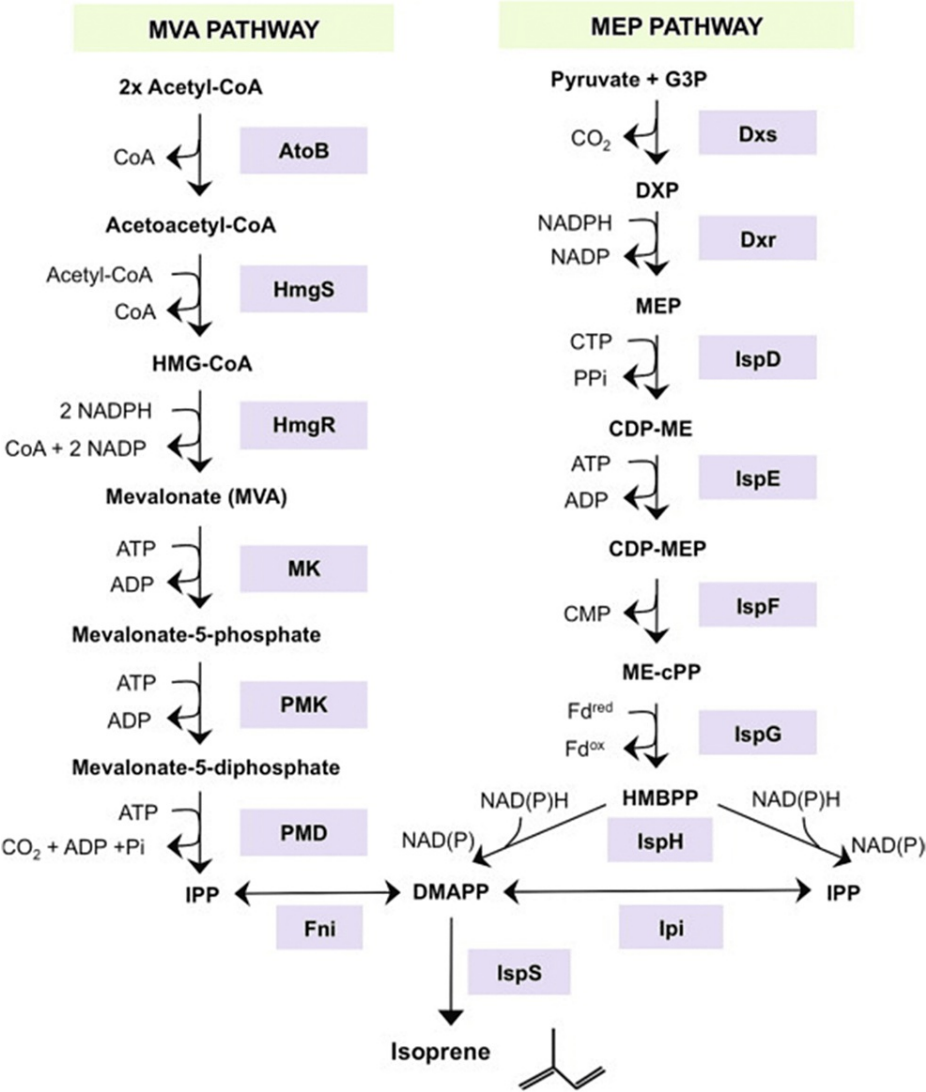 MVA PATHWAY
2x Acetyl-CoA
CoA
AtoB
Acetoacetyl-CoA
Acetyl-CoA
CoA
HmgS
HMG-CoA
2 NADPH
CoA + 2 NADP
HmgR
Mevalonate (MVA)
ATP
ADP
MK
Mevalonate-5-phosphate
ATP
ADP
PMK
Mevalonate-5-diphosphate
ATP
CO₂ + ADP +Pi
PMD
IPP
Fni
MEP PATHWAY
Pyruvate + G3P
CO₂
Dxs
DXP
NADPH
NADP
Dxr
MEP
CTP
PPi
IspD
CDP-ME
ATP
ADP
IspE
CDP-MEP
CMP
IspF
ME-cPP
Fdʳᵉᵈ
Fdᵒˣ
IspG
HMBPP
NAD(P)H
NAD(P)
IspH
NAD(P)H
NAD(P)
DMAPP
IPP
Ipi
IspS
Isoprene